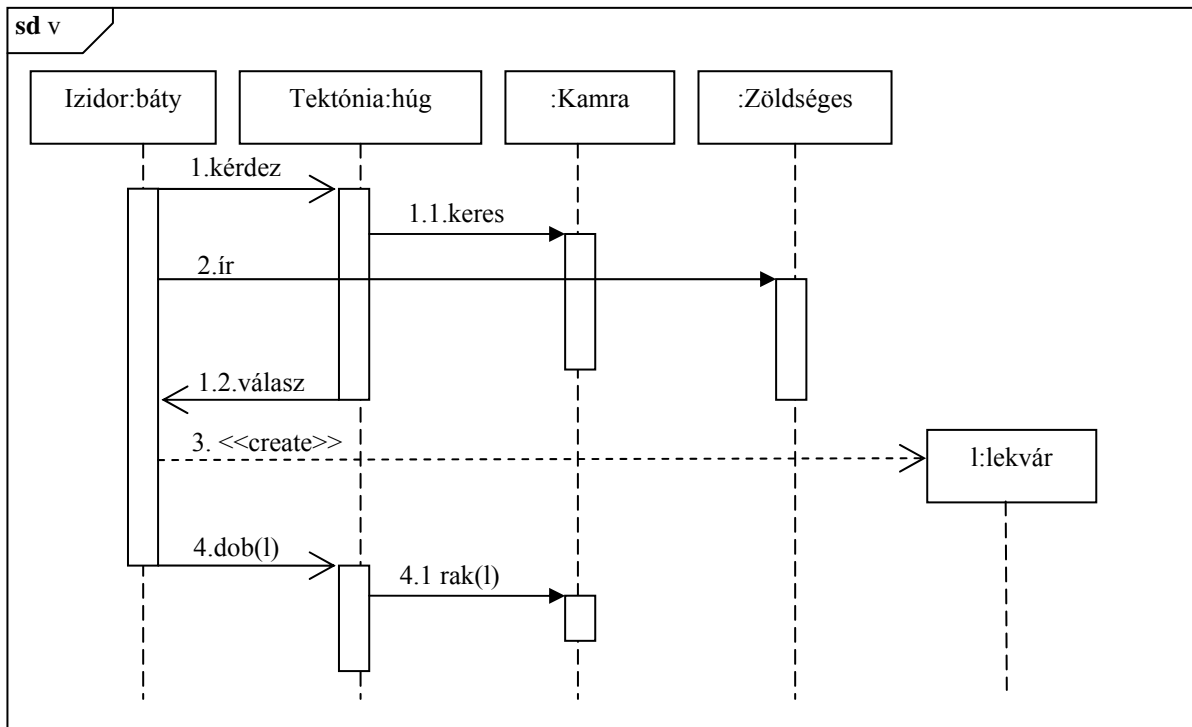 sd v
Izidor:báty
Tektónia:húg
:Kamra
:Zöldséges
1.kérdez
1.1.keres
2.ír
1.2.válasz
3. <<create>>
l:lekvár
4.dob(l)
4.1 rak(l)